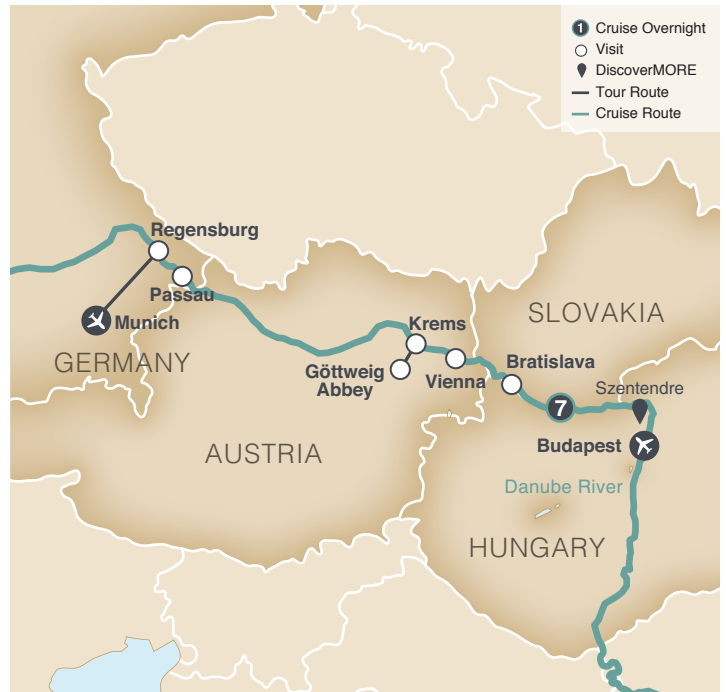 1 Cruise Overnight
Visit
DiscoverMORE
Tour Route
Cruise Route
Regensburg
Passau
Munich
GERMANY
Krems
Göttweig
Abbey
Vienna
Bratislava
SLOVAKIA
Szentendre
7
Budapest
AUSTRIA
Danube River
HUNGARY